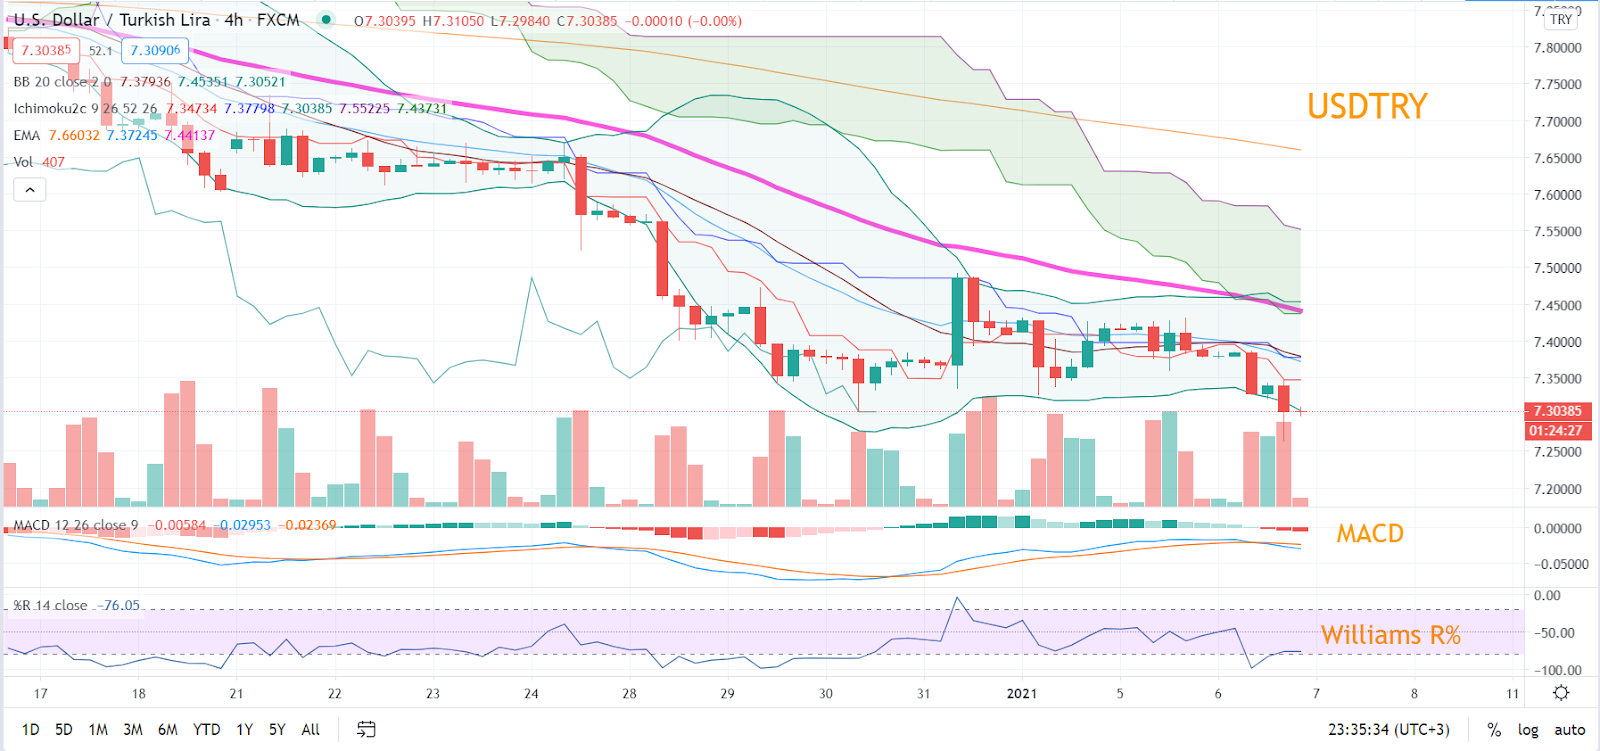 U.S. Dollar / Turkish Lira · 4h · FXCM O7.30395 H7.31050 L7.29840 C7.30385 −0.00010 (−0.00%)
7.30385 52.1 7.30906
BB 20 close 2 0 7.37936 7.45351 7.30521
Ichimoku2c 9 26 52 26 7.34734 7.37798 7.30385 7.55225 7.43731
EMA 7.66032 7.37245 7.44137
Vol 407
USDTRY
TRY
7.80000
7.75000
7.70000
7.65000
7.60000
7.55000
7.50000
7.45000
7.40000
7.35000
7.30385
01:24:27
7.25000
7.20000
MACD 12 26 close 9 −0.00584 −0.02953 −0.02369
MACD
0.00000
−0.05000
%R 14 close −76.05
Williams R%
0.00
−50.00
−100.00
17 18 21 22 23 24 28 29 30 31 2021 5 6 7 8 11
1D 5D 1M 3M 6M YTD 1Y 5Y All
23:35:34 (UTC+3) % log auto